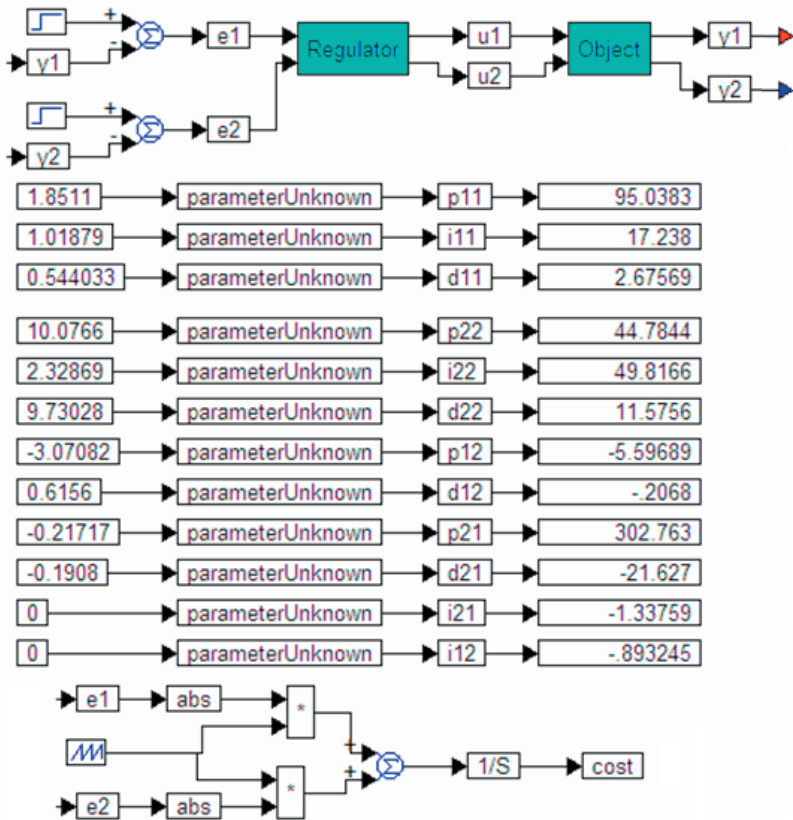 +
e1
Regulator
u1
Object
y1
y1
-
u2
y2
+
Σ
e2
-
Σ
y2
1.8511 parameterUnknown p11 95.0383
1.01879 parameterUnknown i11 17.238
0.544033 parameterUnknown d11 2.67569
10.0766 parameterUnknown p22 44.7844
2.32869 parameterUnknown i22 49.8166
9.73028 parameterUnknown d22 11.5756
-3.07082 parameterUnknown p12 -5.59689
0.6156 parameterUnknown d12 -.2068
-0.21717 parameterUnknown p21 302.763
-0.1908 parameterUnknown d21 -21.627
0 parameterUnknown i21 -1.33759
0 parameterUnknown i12 -.893245
e1 abs *
+
+
Σ
1/S cost
e2 abs *